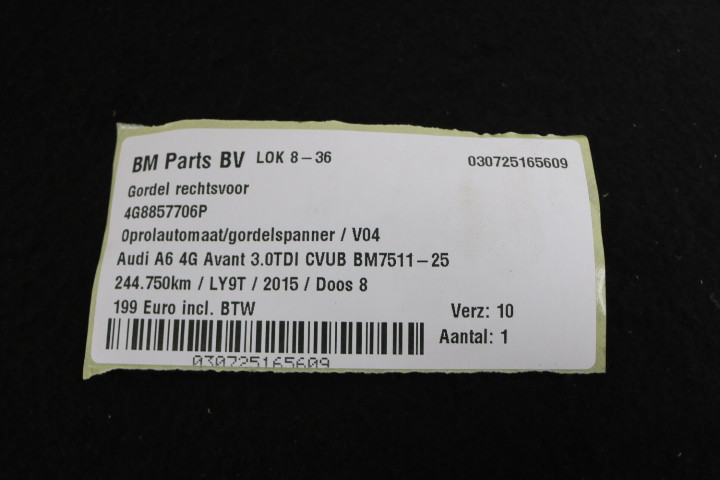 BM Parts BV LOK 8-36 030725165609
Gordel rechtsvoor
4G8857706P
Oprolautomaat/gordelspanner / V04
Audi A6 4G Avant 3.0TDI CVUB BM7511-25
244.750km / LY9T / 2015 / Doos 8
199 Euro incl. BTW Verz: 10
Aantal: 1
030725165609